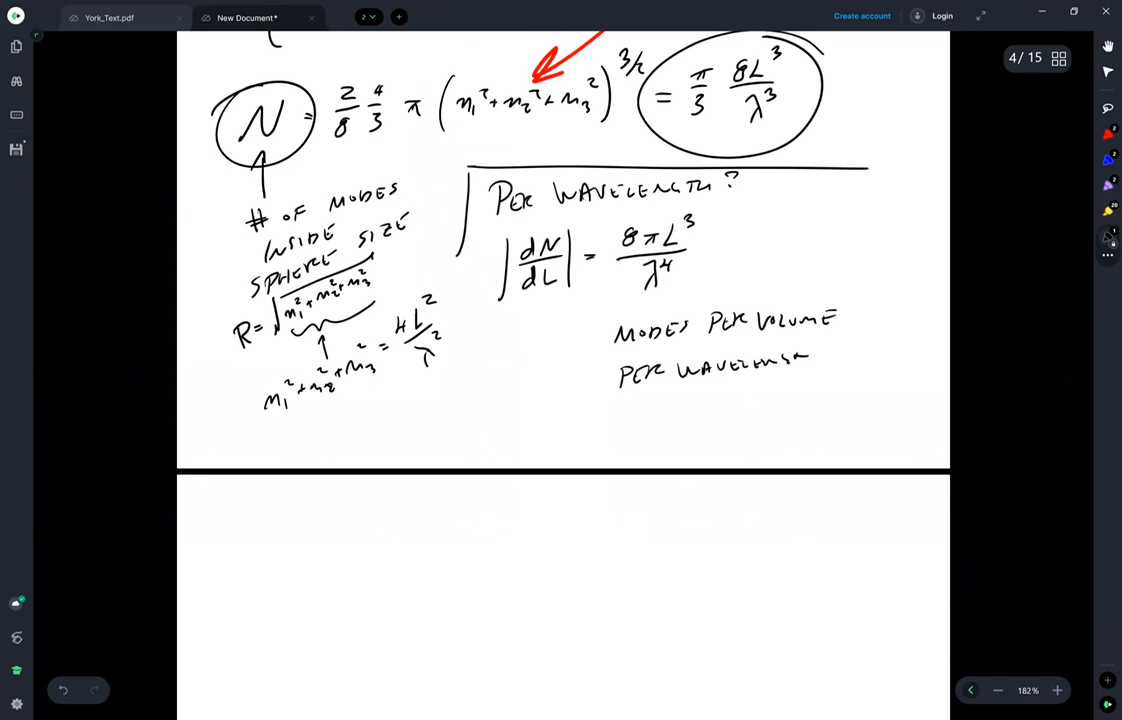 York_Text.pdf
New Document*
2
Create account
Login
4 / 15
N = 2/8 4/3 π (n₁² + n₂² + n₃²)^3/2 = π/3 8L³/λ³
# OF MODES
INSIDE
SPHERE SIZE
R = √n₁² + n₂² + n₃²
n₁² + n₂² + n₃² = 4L²/λ²
PER WAVELENGTH?
|dN/dL| = 8πL³/λ⁴
MODES PER VOLUME
PER
182%